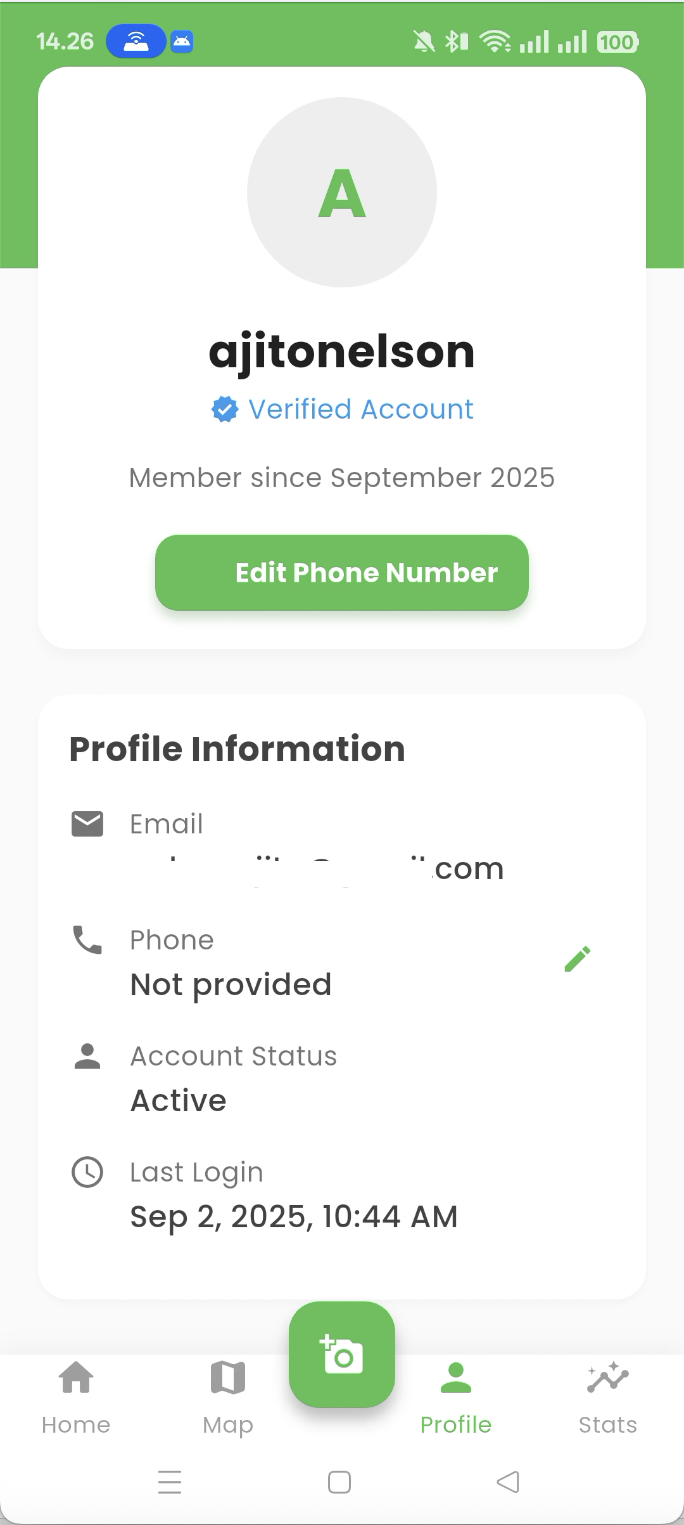 14.26
100
A
ajitonelson
Verified Account
Member since September 2025
Edit Phone Number
Profile Information
Email
.com
Phone
Not provided
Account Status
Active
Last Login
Sep 2, 2025, 10:44 AM
Home
Map
Profile
Stats